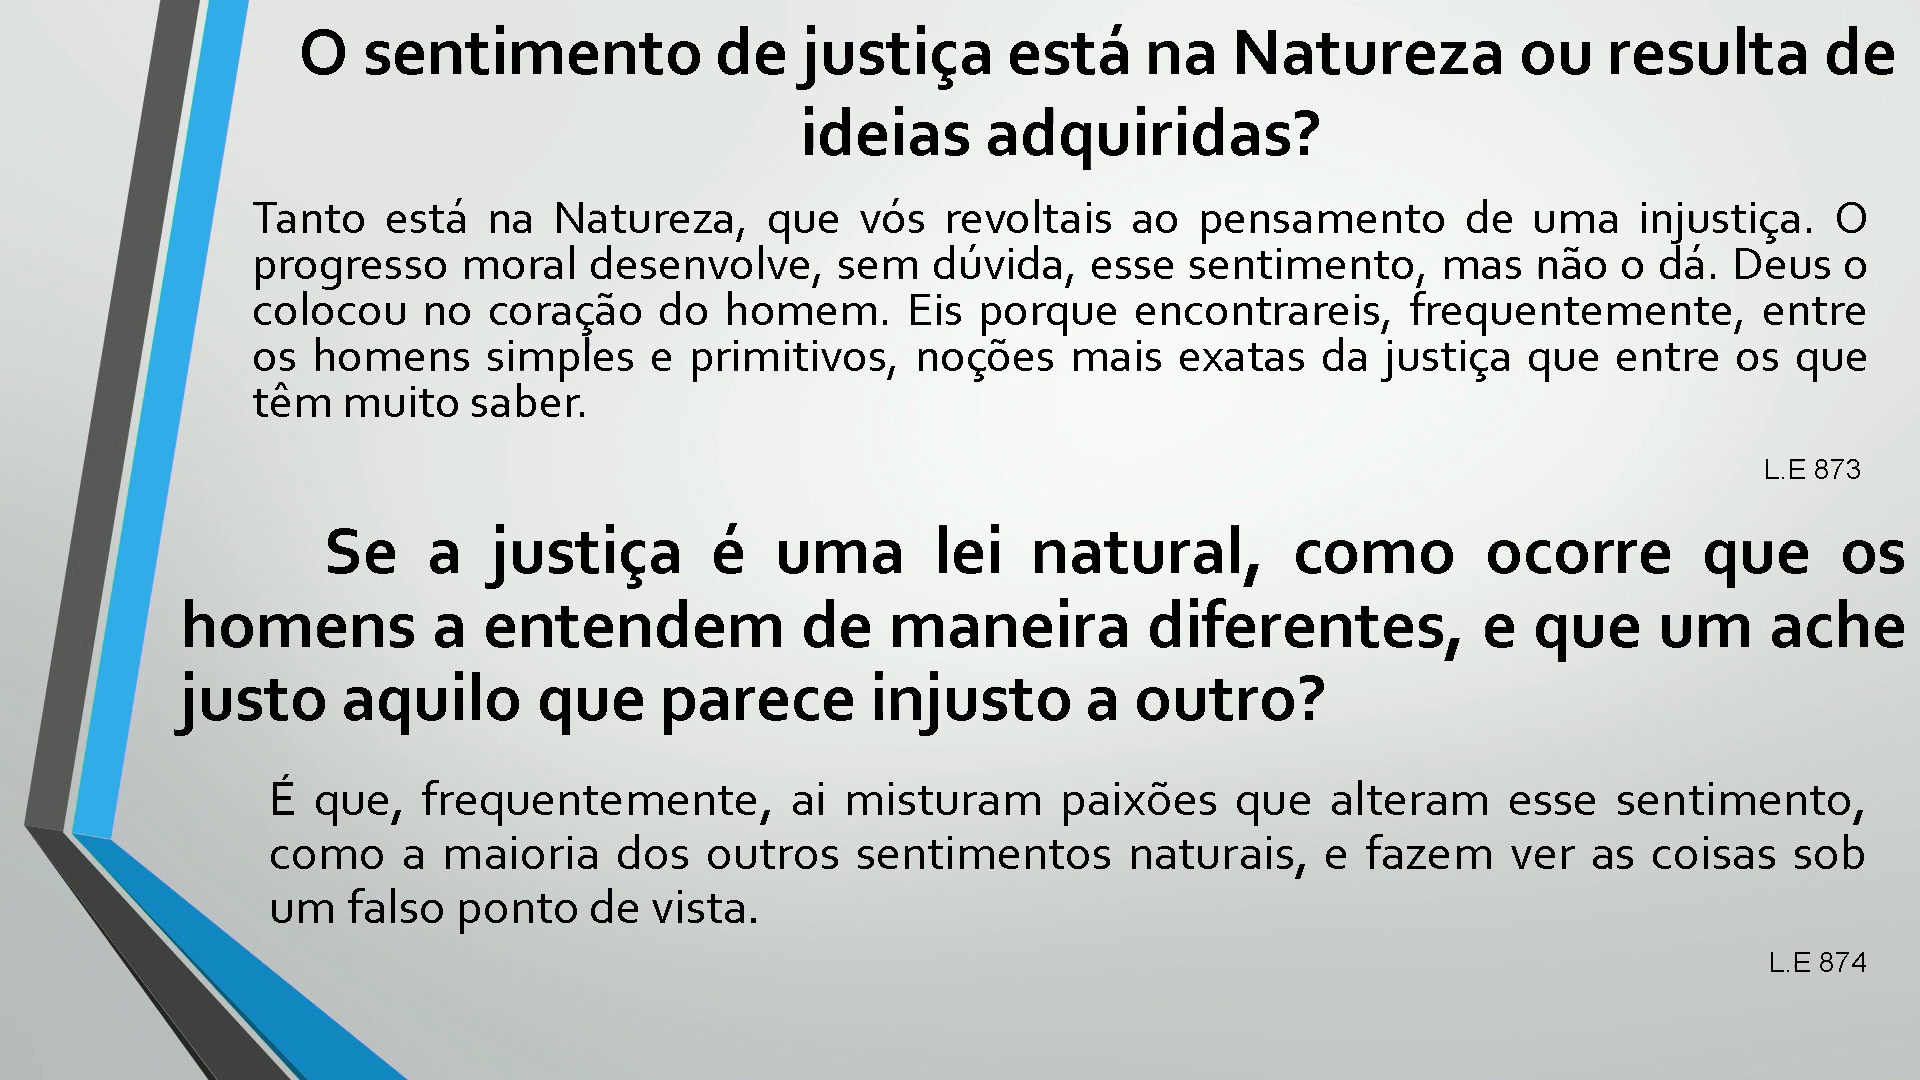 O sentimento de justiça está na Natureza ou resulta de
ideias adquiridas?
Tanto está na Natureza, que vós revoltais ao pensamento de uma injustiça. O
progresso moral desenvolve, sem dúvida, esse sentimento, mas não o dá. Deus o
colocou no coração do homem. Eis porque encontrareis, frequentemente, entre
os homens simples e primitivos, noções mais exatas da justiça que entre os que
têm muito saber.
L.E 873
Se a justiça é uma lei natural, como ocorre que os
homens a entendem de maneira diferentes, e que um ache
justo aquilo que parece injusto a outro?
É que, frequentemente, ai misturam paixões que alteram esse sentimento,
como a maioria dos outros sentimentos naturais, e fazem ver as coisas sob
um falso ponto de vista.
L.E 874